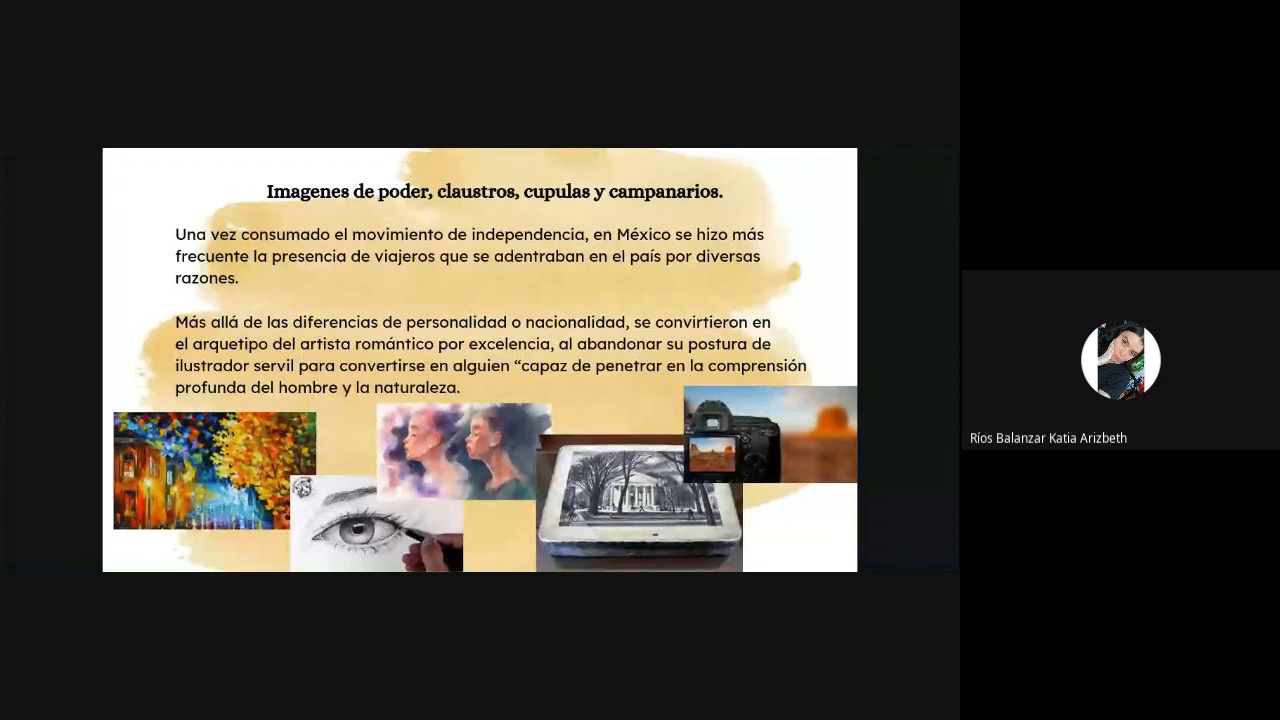 Imagenes de poder, claustros, cupulas y campanarios.
Una vez consumado el movimiento de independencia, en México se hizo más
frecuente la presencia de viajeros que se adentraban en el país por diversas
razones.
Más allá de las diferencias de personalidad o nacionalidad, se convirtieron en
el arquetipo del artista romántico por excelencia, al abandonar su postura de
ilustrador servil para convertirse en alguien “capaz de penetrar en la comprensión
profunda del hombre y la naturaleza.
Ríos Balanzar Katia Arizbeth